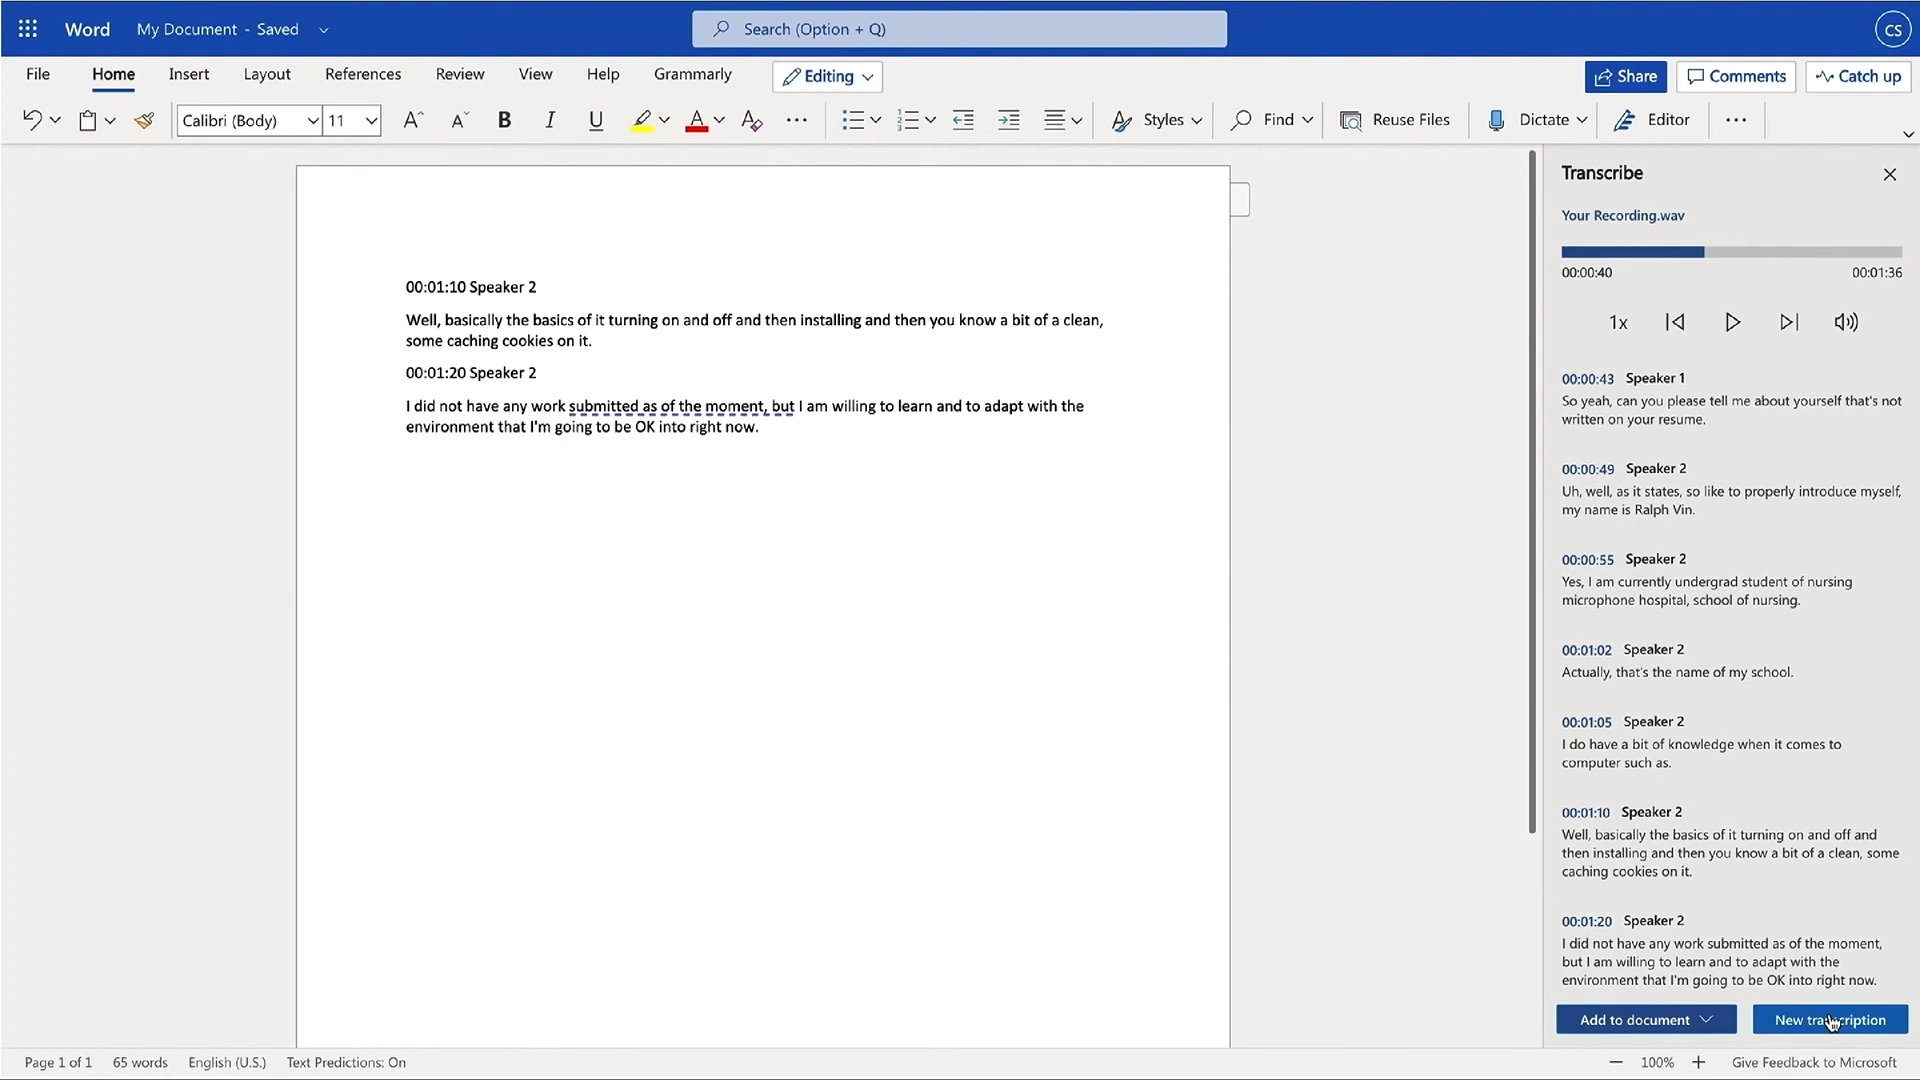 Word My Document - Saved
Search (Option + Q)
CS
File Home Insert Layout References Review View Help Grammarly Editing Share Comments Catch up
Calibri (Body) 11 B I U A Styles Find Reuse Files Dictate Editor
00:01:10 Speaker 2
Well, basically the basics of it turning on and off and then installing and then you know a bit of a clean,
some caching cookies on it.
00:01:20 Speaker 2
I did not have any work submitted as of the moment, but I am willing to learn and to adapt with the
environment that I'm going to be OK into right now.
Transcribe
Your Recording.wav
00:00:40 00:01:36
1x
00:00:43 Speaker 1
So yeah, can you please tell me about yourself that's not
written on your resume.
00:00:49 Speaker 2
Uh, well, as it states, so like to properly introduce myself,
my name is Ralph Vin.
00:00:55 Speaker 2
Yes, I am currently undergrad student of nursing
microphone hospital, school of nursing.
00:01:02 Speaker 2
Actually, that's the name of my school.
00:01:05 Speaker 2
I do have a bit of knowledge when it comes to
computer such as.
00:01:10 Speaker 2
Well, basically the basics of it turning on and off and
then installing and then you know a bit of a clean, some
caching cookies on it.
00:01:20 Speaker 2
I did not have any work submitted as of the moment,
but I am willing to learn and to adapt with the
environment that I'm going to be OK into right now.
Add to document New transcription
Page 1 of 1 65 words English (U.S.) Text Predictions: On
100% Give Feedback to Microsoft